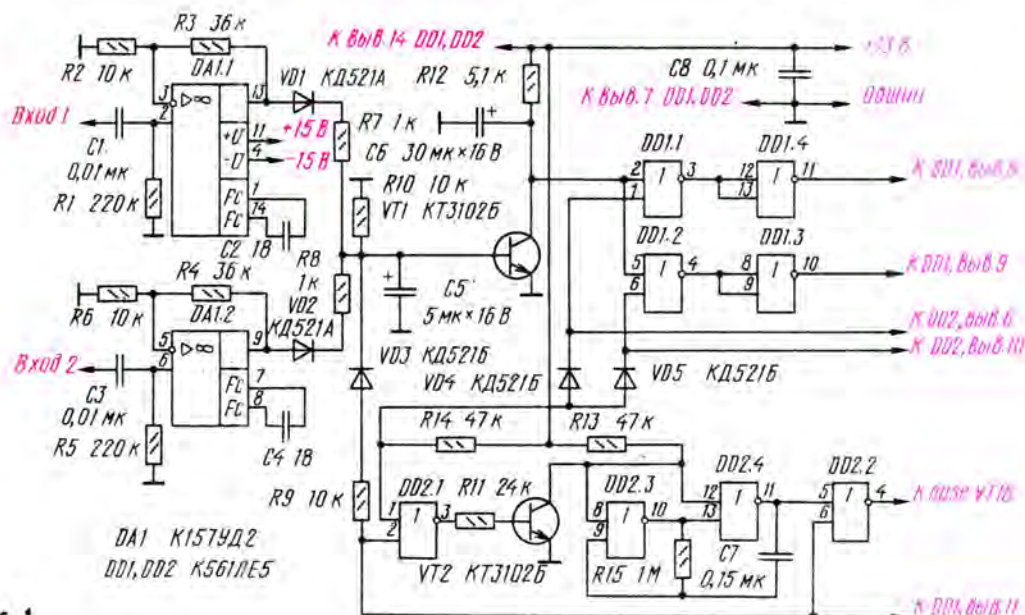 R3 36 к
R2 10 к
DA1.1
3
2
13
11
4
1
14
▷∞
+U
-U
FC
FC
Вход 1
C1
0,01 мк
R1 220 к
C2 18
VD1 КД521А
+15 В
-15 В
R7 1 к
C6
30 мк × 16 В
R10 10 к
VT1 КТ3102Б
К выв. 14 DD1, DD2
R12 5,1 к
C8 0,1 мк
К выв. 7 DD1, DD2
DD1.1
2
1
1
3
DD1.4
12
13
1
11
DD1.2
5
6
1
4
DD1.3
8
9
1
10
К DD1, выв. 9
К DD2, выв. 6
К DD2, выв. 10
R4 36 к
R6 10 к
DA1.2
5
6
9
7
8
▷∞
FC
FC
Вход 2
C3
0,01 мк
R5 220 к
C4 18
R8
1 к
VD2
КД521А
C5
5 мк × 16 В
VD3 КД521Б
VD4 КД521Б
VD5 КД521Б
R14 47 к
R13 47 к
R9 10 к
DD2.1
1
2
1
3
R11 24 к
VT2 КТ3102Б
DD2.3
8
9
1
10
R15 1М
DD2.4
12
13
1
11
C7
0,15 мк
DD2.2
5
6
1
4
К DD1, выв. 11
DA1 К157УД2
DD1, DD2 К561ЛЕ5